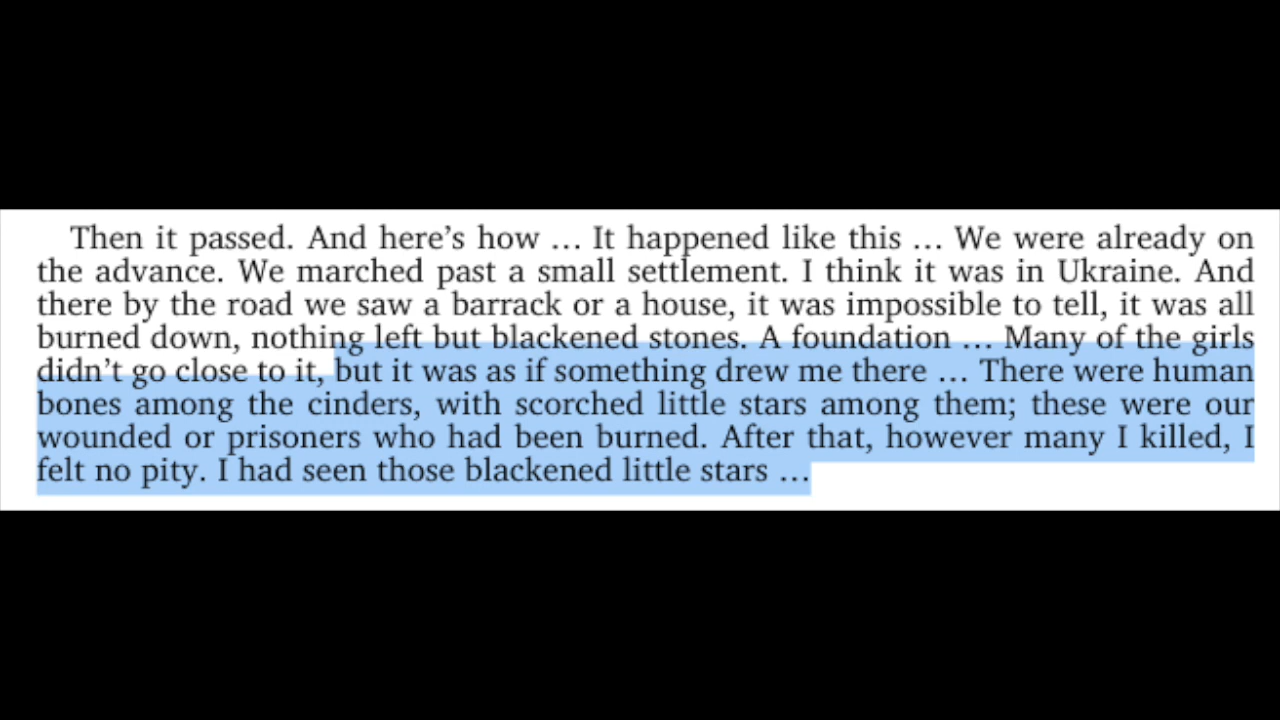 Then it passed. And here’s how … It happened like this … We were already on
the advance. We marched past a small settlement. I think it was in Ukraine. And
there by the road we saw a barrack or a house, it was impossible to tell, it was all
burned down, nothing left but blackened stones. A foundation … Many of the girls
didn’t go close to it, but it was as if something drew me there … There were human
bones among the cinders, with scorched little stars among them; these were our
wounded or prisoners who had been burned. After that, however many I killed, I
felt no pity. I had seen those blackened little stars …